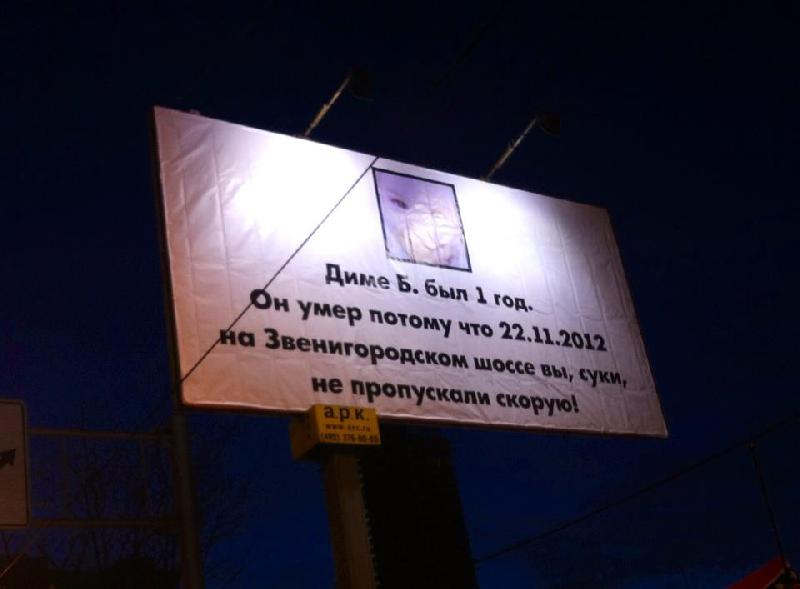 Диме Б. был 1 год.
Он умер потому что 22.11.2012
на Звенигородском шоссе вы, суки,
не пропускали скорую!
а.р.к.